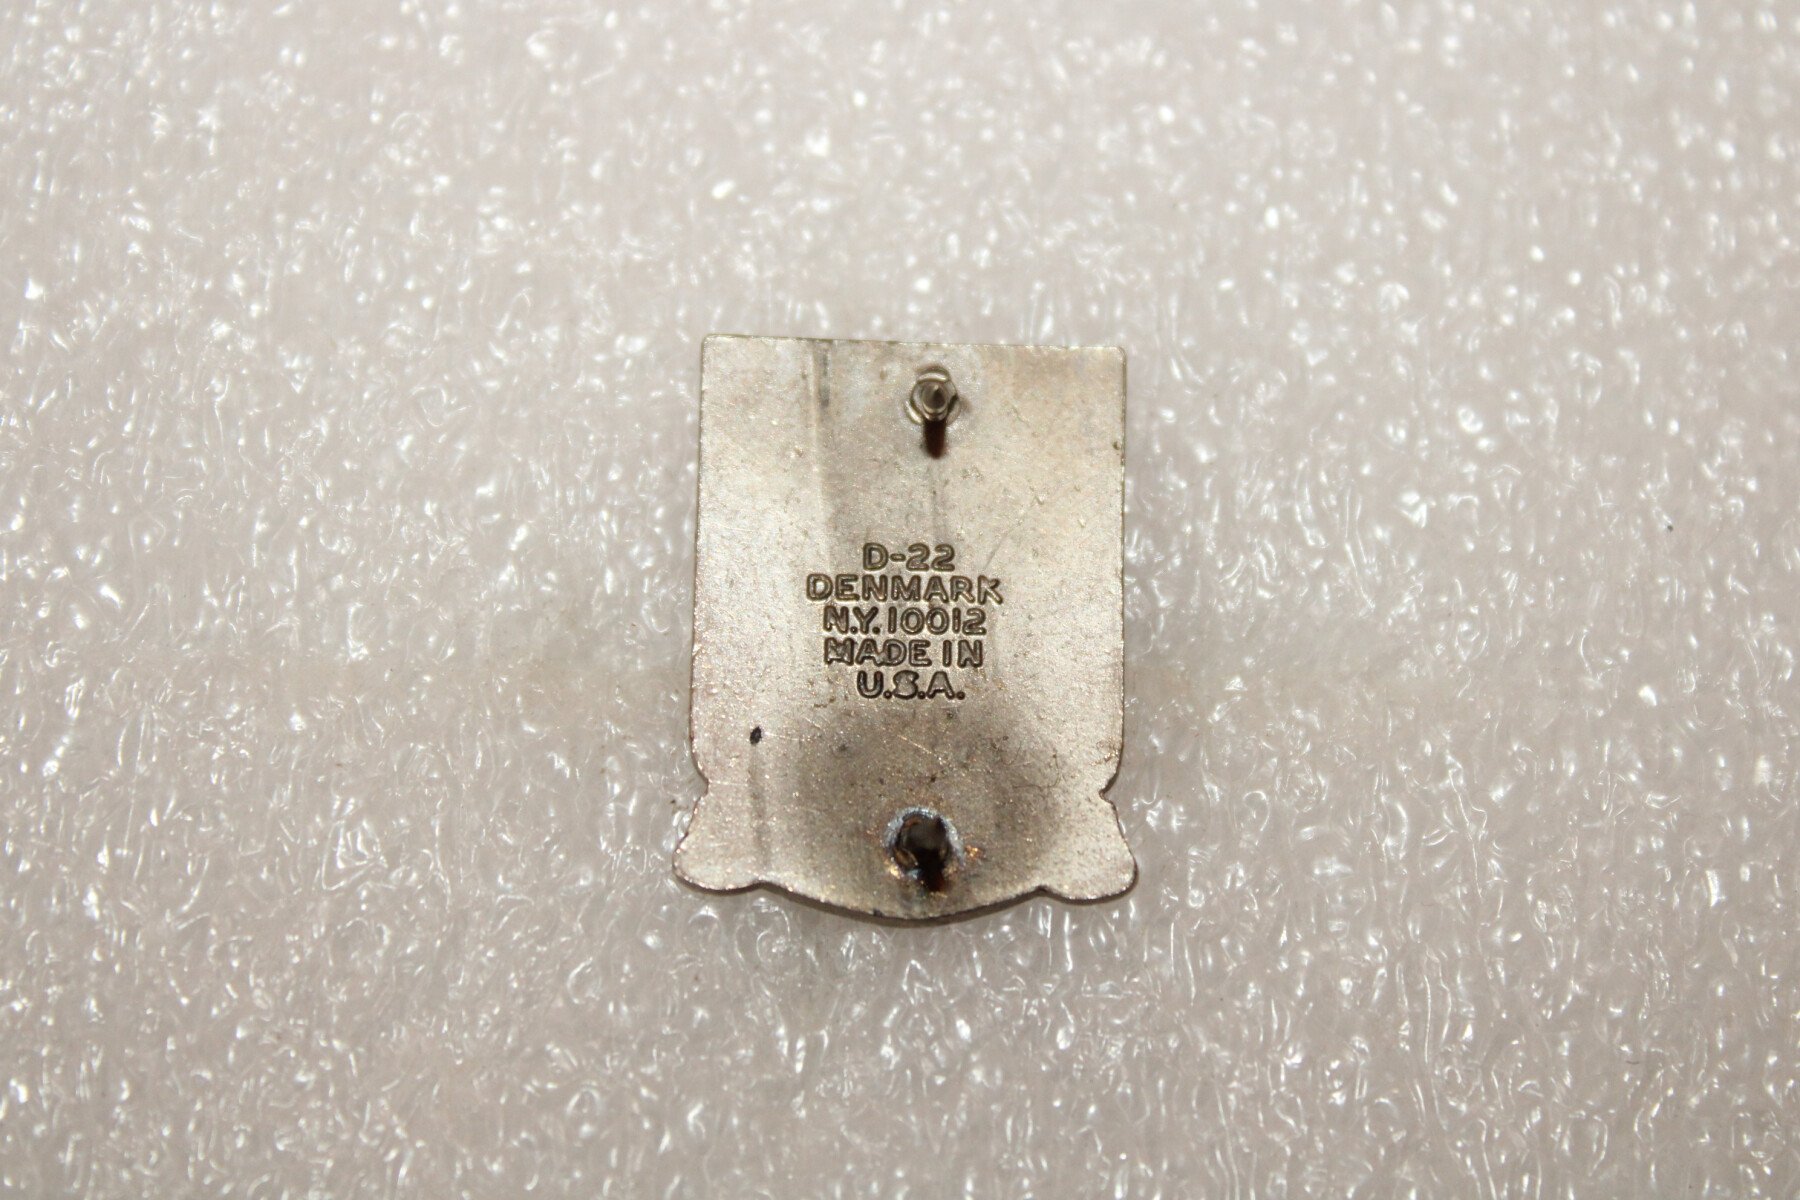 D-22
DENMARK
N.Y. 10012
MADE IN
U.S.A.